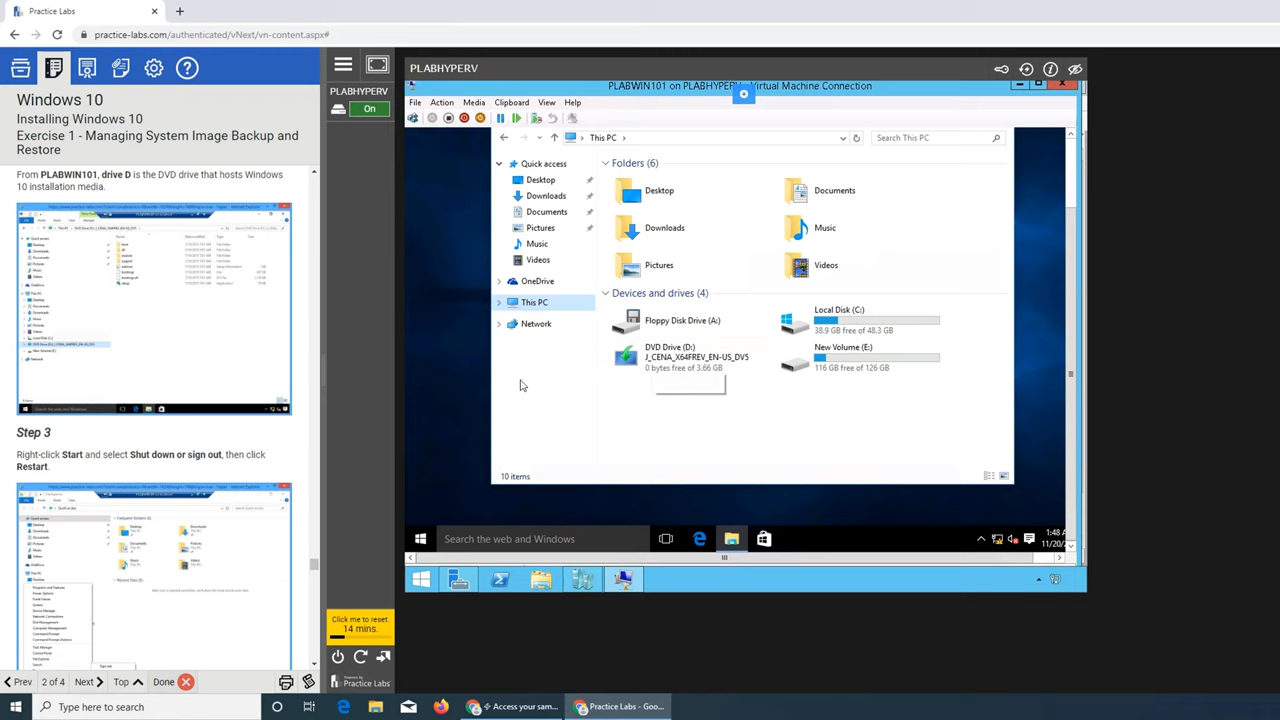 Practice Labs
practice-labs.com/authenticated/vNext/vn-content.aspx#
Windows 10
Installing Windows 10
Exercise 1 - Managing System Image Backup and
Restore
From PLABWIN101, drive D is the DVD drive that hosts Windows
10 installation media.
Step 3
Right-click Start and select Shut down or sign out, then click
Restart.
Prev
2 of 4
Next
Top
Done
PLABHYPERV
On
Click me to reset.
14 mins.
Practice Labs
PLABHYPERV
PLABWIN101 on PLABHYPERV
Virtual Machine Connection
File Action Media Clipboard View Help
This PC
Search This PC
Quick access
Desktop
Downloads
Documents
Pictures
Music
Videos
OneDrive
This PC
Network
Folders (6)
Desktop
Documents
Downloads
Music
Pictures
Videos
Devices and drives (4)
Floppy Disk Drive (A:)
Local Disk (C:)
38.9 GB free of 48.3 GB
DVD Drive (D:)
J_CENA_X64FREV_EN-US_DV5
0 bytes free of 3.66 GB
New Volume (E:)
116 GB free of 126 GB
10 items
Search the web and Windows
1:48
11/20
Type here to search
Access your sam...
Practice Labs - Goo...